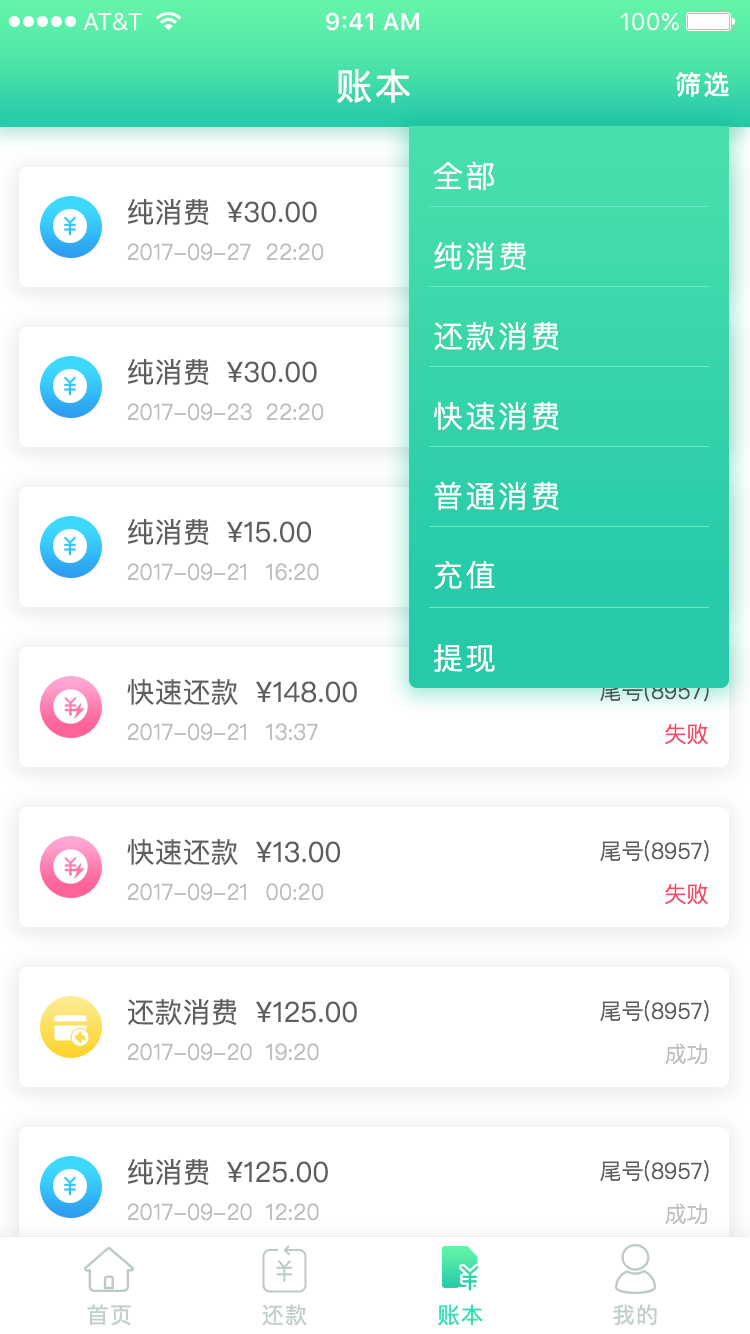 AT&T 9:41 AM 100%
账本 筛选
全部
纯消费
还款消费
快速消费
普通消费
充值
提现
纯消费 ¥30.00
2017-09-27 22:20
纯消费 ¥30.00
2017-09-23 22:20
纯消费 ¥15.00
2017-09-21 16:20
快速还款 ¥148.00 尾号(8957)
2017-09-21 13:37 失败
快速还款 ¥13.00 尾号(8957)
2017-09-21 00:20 失败
还款消费 ¥125.00 尾号(8957)
2017-09-20 19:20 成功
纯消费 ¥125.00 尾号(8957)
2017-09-20 12:20 成功
首页 还款 账本 我的